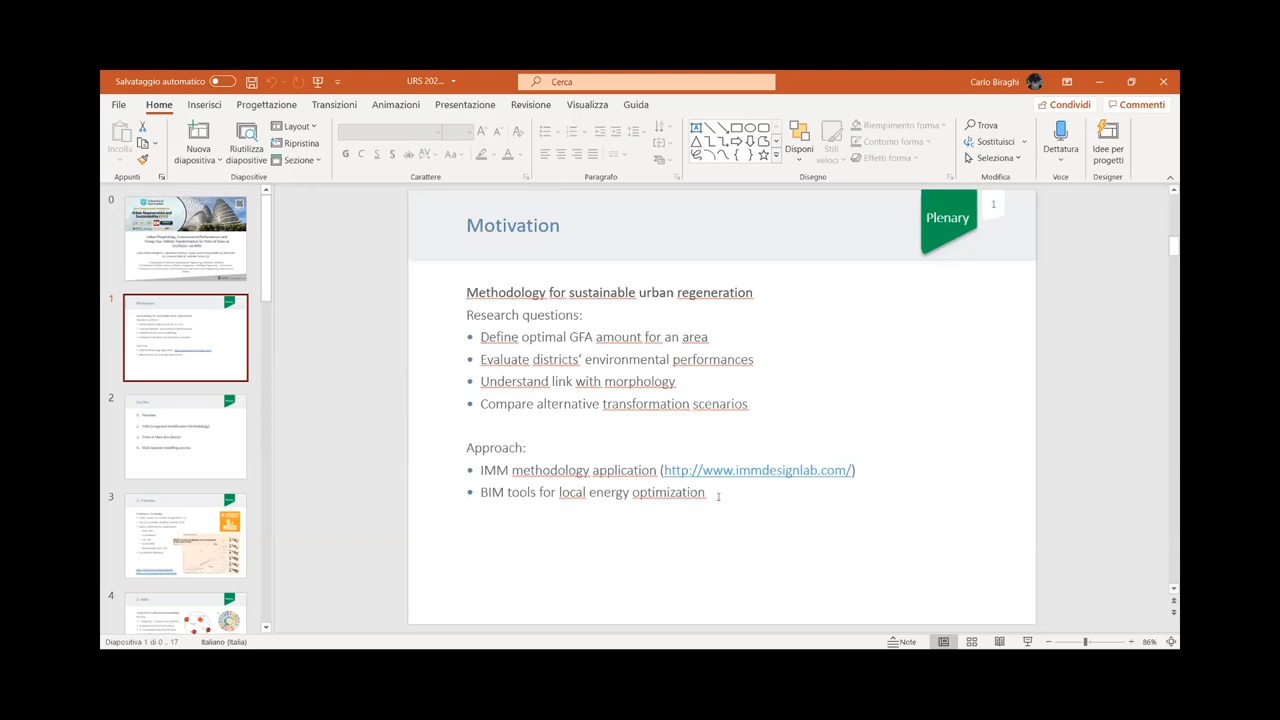 Salvataggio automatico
URS 202...
Cerca
Carlo Biraghi
File
Home
Inserisci
Progettazione
Transizioni
Animazioni
Presentazione
Revisione
Visualizza
Guida
Condividi
Commenti
Incolla
Nuova diapositiva
Riutilizza diapositive
Layout
Ripristina
Sezione
Disponi
Stili veloci
Riempimento forma
Contorno forma
Effetti forma
Trova
Sostituisci
Seleziona
Dettatura
Idee per progetti
Appunti
Diapositive
Carattere
Paragrafo
Disegno
Modifica
Voce
Designer
0
1
2
3
4
Motivation
Plenary
1
Methodology for sustainable urban regeneration
Research questions:
• Define optimal GFA amount for an area
• Evaluate districts’ environmental performances
• Understand link with morphology
• Compare alternative transformation scenarios
Approach:
• IMM methodology application (http://www.immdesignlab.com/)
• BIM tools for local energy optimization
Diapositiva 1 di 0 .. 17
Italiano (Italia)
Note
86%